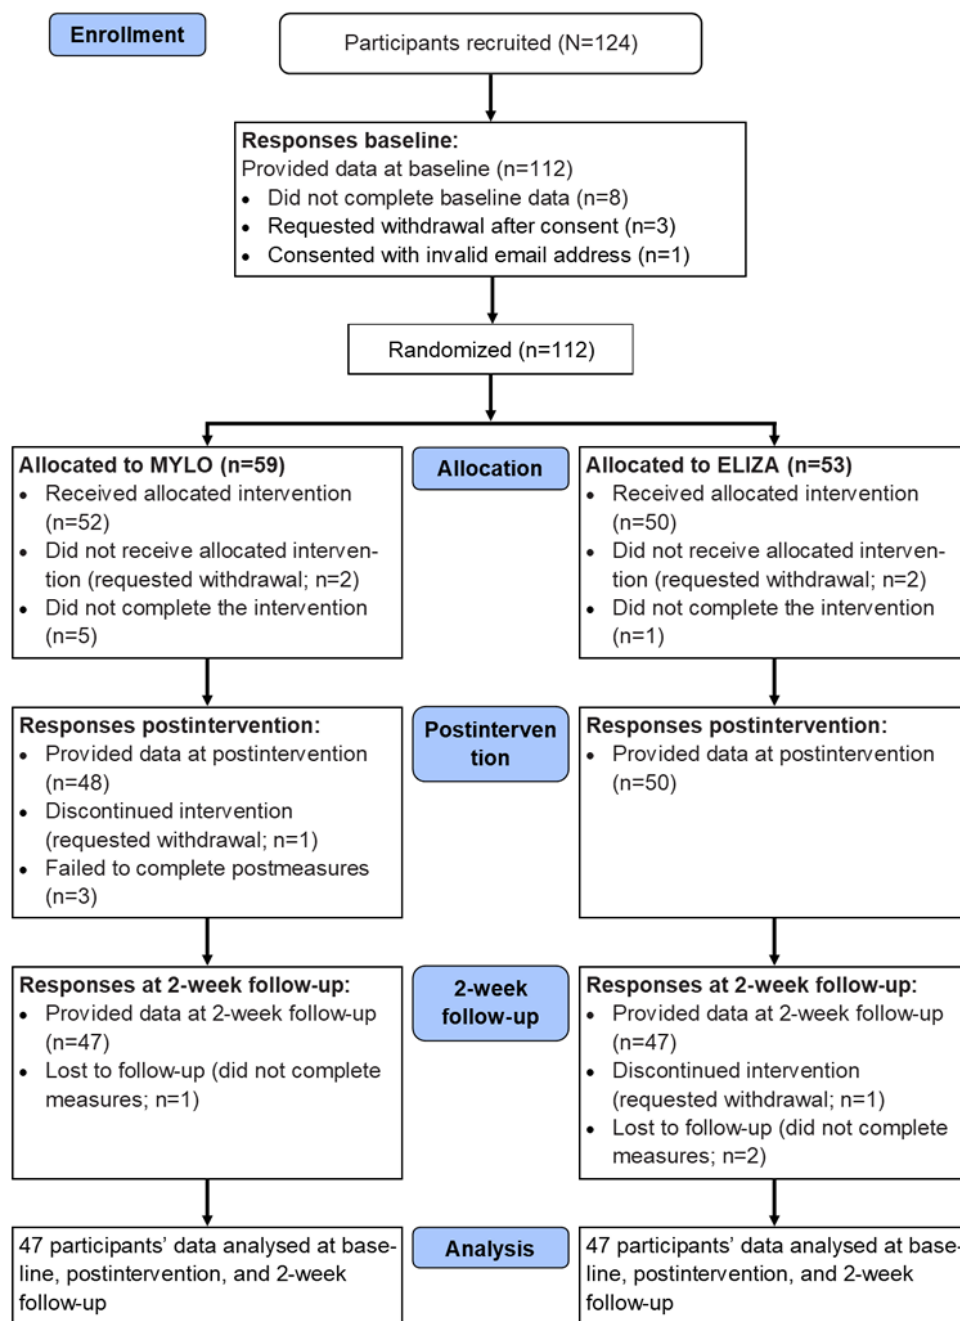 Enrollment
Participants recruited (N=124)
Responses baseline:
Provided data at baseline (n=112)
• Did not complete baseline data (n=8)
• Requested withdrawal after consent (n=3)
• Consented with invalid email address (n=1)
Randomized (n=112)
Allocated to MYLO (n=59)
• Received allocated intervention
(n=52)
• Did not receive allocated interven-
tion (requested withdrawal; n=2)
• Did not complete the intervention
(n=5)
Allocation
Allocated to ELIZA (n=53)
• Received allocated intervention
(n=50)
• Did not receive allocated interven-
tion (requested withdrawal; n=2)
• Did not complete the intervention
(n=1)
Responses postintervention:
• Provided data at postintervention
(n=48)
• Discontinued intervention
(requested withdrawal; n=1)
• Failed to complete postmeasures
(n=3)
Postinterven
tion
Responses postintervention:
• Provided data at postintervention
(n=50)
Responses at 2-week follow-up:
• Provided data at 2-week follow-up
(n=47)
• Lost to follow-up (did not complete
measures; n=1)
2-week
follow-up
Responses at 2-week follow-up:
• Provided data at 2-week follow-up
(n=47)
• Discontinued intervention
(requested withdrawal; n=1)
• Lost to follow-up (did not complete
measures; n=2)
47 participants' data analysed at base-
line, postintervention, and 2-week
follow-up
Analysis
47 participants' data analysed at base-
line, postintervention, and 2-week
follow-up